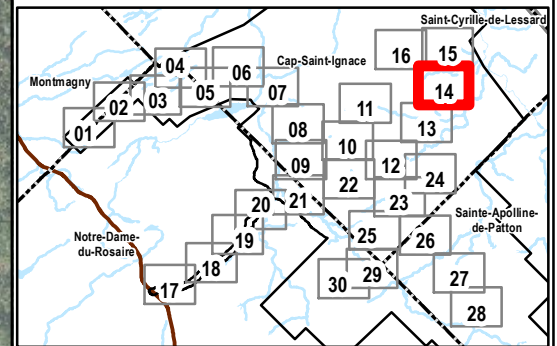 Saint-Cyrille-de-Lessard
16 15
04 06 Cap-Saint-Ignace
Montmagny
03 05 07 14
02 11
01 08 13
10
09 12
22 24
21 23
20 Sainte-Apolline-
de-Patton
19 25 26
Notre-Dame-
du-Rosaire
18 29 27
17 30
28